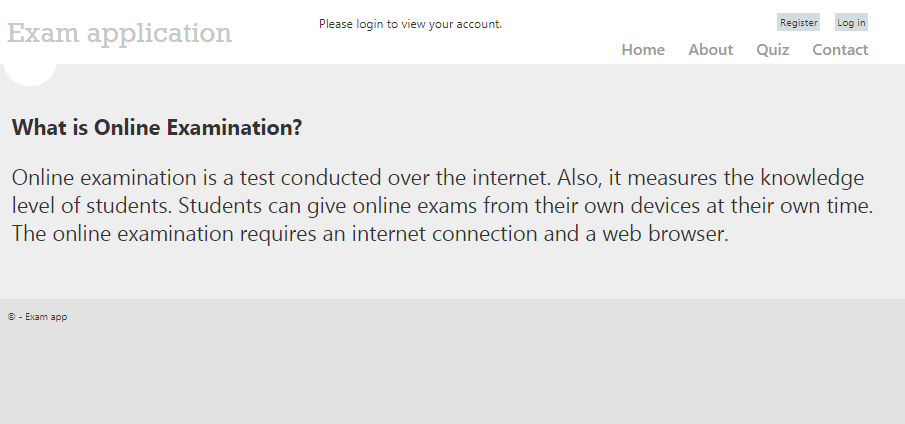 Exam application
Please login to view your account.
Register Log in
Home About Quiz Contact
What is Online Examination?
Online examination is a test conducted over the internet. Also, it measures the knowledge
level of students. Students can give online exams from their own devices at their own time.
The online examination requires an internet connection and a web browser.
© - Exam app